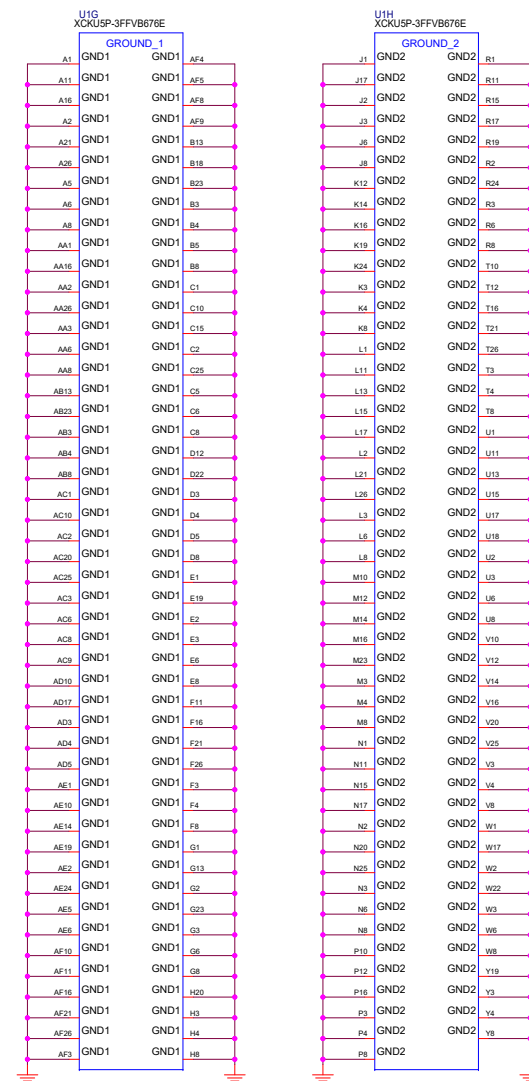 U1G
XCKU5P-3FFVB676E
GROUND_1
A1 GND1 GND1 AF4
A11 GND1 GND1 AF5
A16 GND1 GND1 AF8
A2 GND1 GND1 AF9
A21 GND1 GND1 B13
A26 GND1 GND1 B18
A5 GND1 GND1 B23
A6 GND1 GND1 B3
A8 GND1 GND1 B4
AA1 GND1 GND1 B5
AA16 GND1 GND1 B8
AA2 GND1 GND1 C1
AA26 GND1 GND1 C10
AA3 GND1 GND1 C15
AA6 GND1 GND1 C2
AA8 GND1 GND1 C25
AB13 GND1 GND1 C5
AB23 GND1 GND1 C6
AB3 GND1 GND1 C8
AB4 GND1 GND1 D12
AB8 GND1 GND1 D22
AC1 GND1 GND1 D3
AC10 GND1 GND1 D4
AC2 GND1 GND1 D5
AC20 GND1 GND1 D8
AC25 GND1 GND1 E1
AC3 GND1 GND1 E19
AC6 GND1 GND1 E2
AC8 GND1 GND1 E3
AC9 GND1 GND1 E6
AD10 GND1 GND1 E8
AD17 GND1 GND1 F11
AD3 GND1 GND1 F16
AD4 GND1 GND1 F21
AD5 GND1 GND1 F26
AE1 GND1 GND1 F3
AE10 GND1 GND1 F4
AE14 GND1 GND1 F8
AE19 GND1 GND1 G1
AE2 GND1 GND1 G13
AE24 GND1 GND1 G2
AE5 GND1 GND1 G23
AE6 GND1 GND1 G3
AF10 GND1 GND1 G6
AF11 GND1 GND1 G8
AF16 GND1 GND1 H20
AF21 GND1 GND1 H3
AF26 GND1 GND1 H4
AF3 GND1 GND1 H8
U1H
XCKU5P-3FFVB676E
GROUND_2
J1 GND2 GND2 R1
J17 GND2 GND2 R11
J2 GND2 GND2 R15
J3 GND2 GND2 R17
J6 GND2 GND2 R19
J8 GND2 GND2 R2
K12 GND2 GND2 R24
K14 GND2 GND2 R3
K16 GND2 GND2 R6
K19 GND2 GND2 R8
K24 GND2 GND2 T10
K3 GND2 GND2 T12
K4 GND2 GND2 T16
K8 GND2 GND2 T21
L1 GND2 GND2 T26
L11 GND2 GND2 T3
L13 GND2 GND2 T4
L15 GND2 GND2 T8
L17 GND2 GND2 U1
L2 GND2 GND2 U11
L21 GND2 GND2 U13
L26 GND2 GND2 U15
L3 GND2 GND2 U17
L6 GND2 GND2 U18
L8 GND2 GND2 U2
M10 GND2 GND2 U3
M12 GND2 GND2 U6
M14 GND2 GND2 U8
M16 GND2 GND2 V10
M23 GND2 GND2 V12
M3 GND2 GND2 V14
M4 GND2 GND2 V16
M8 GND2 GND2 V20
N1 GND2 GND2 V25
N11 GND2 GND2 V3
N15 GND2 GND2 V4
N17 GND2 GND2 V8
N2 GND2 GND2 W1
N20 GND2 GND2 W17
N25 GND2 GND2 W2
N3 GND2 GND2 W22
N6 GND2 GND2 W3
N8 GND2 GND2 W6
P10 GND2 GND2 W8
P12 GND2 GND2 Y19
P16 GND2 GND2 Y3
P3 GND2 GND2 Y4
P4 GND2 GND2 Y8
P8 GND2